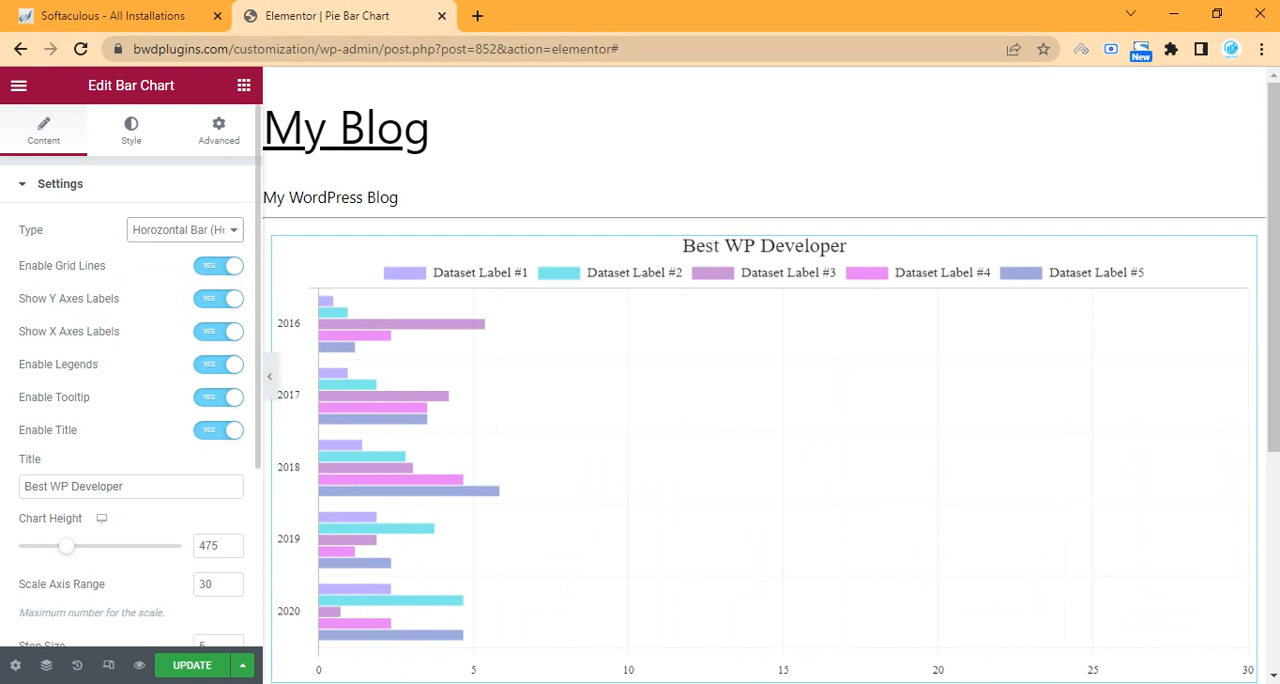 Softaculous - All Installations
Elementor | Pie Bar Chart
bwdplugins.com/customization/wp-admin/post.php?post=852&action=elementor#
New
Edit Bar Chart
Content
Style
Advanced
Settings
Type
Horozontal Bar (H
Enable Grid Lines
YES
Show Y Axes Labels
YES
Show X Axes Labels
YES
Enable Legends
YES
Enable Tooltip
YES
Enable Title
YES
Title
Best WP Developer
Chart Height
475
Scale Axis Range
30
Maximum number for the scale.
Step Size
5
UPDATE
My Blog
My WordPress Blog
Best WP Developer
Dataset Label #1
Dataset Label #2
Dataset Label #3
Dataset Label #4
Dataset Label #5
2016
2017
2018
2019
2020
0
5
10
15
20
25
30